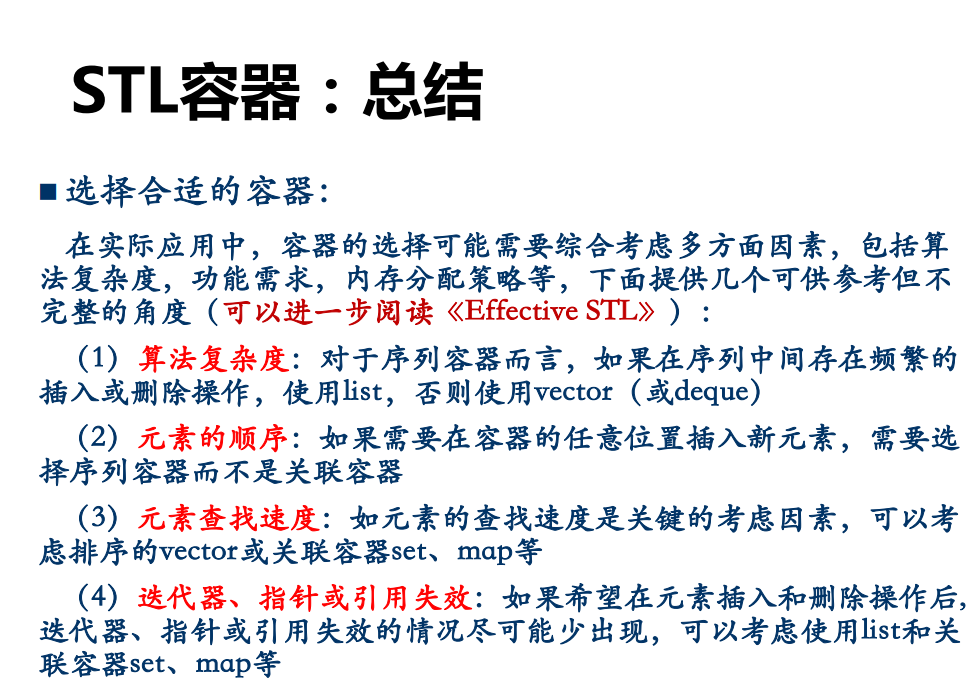 STL容器：总结
■选择合适的容器：
在实际应用中，容器的选择可能需要综合考虑多方面因素，包括算
法复杂度，功能需求，内存分配策略等，下面提供几个可供参考但不
完整的角度（可以进一步阅读《Effective STL》）：
（1）算法复杂度：对于序列容器而言，如果在序列中间存在频繁的
插入或删除操作，使用list，否则使用vector（或deque）
（2）元素的顺序：如果需要在容器的任意位置插入新元素，需要选
择序列容器而不是关联容器
（3）元素查找速度：如元素的查找速度是关键的考虑因素，可以考
虑排序的vector或关联容器set、map等
（4）迭代器、指针或引用失效：如果希望在元素插入和删除操作后,
迭代器、指针或引用失效的情况尽可能少出现，可以考虑使用list和关
联容器set、map等